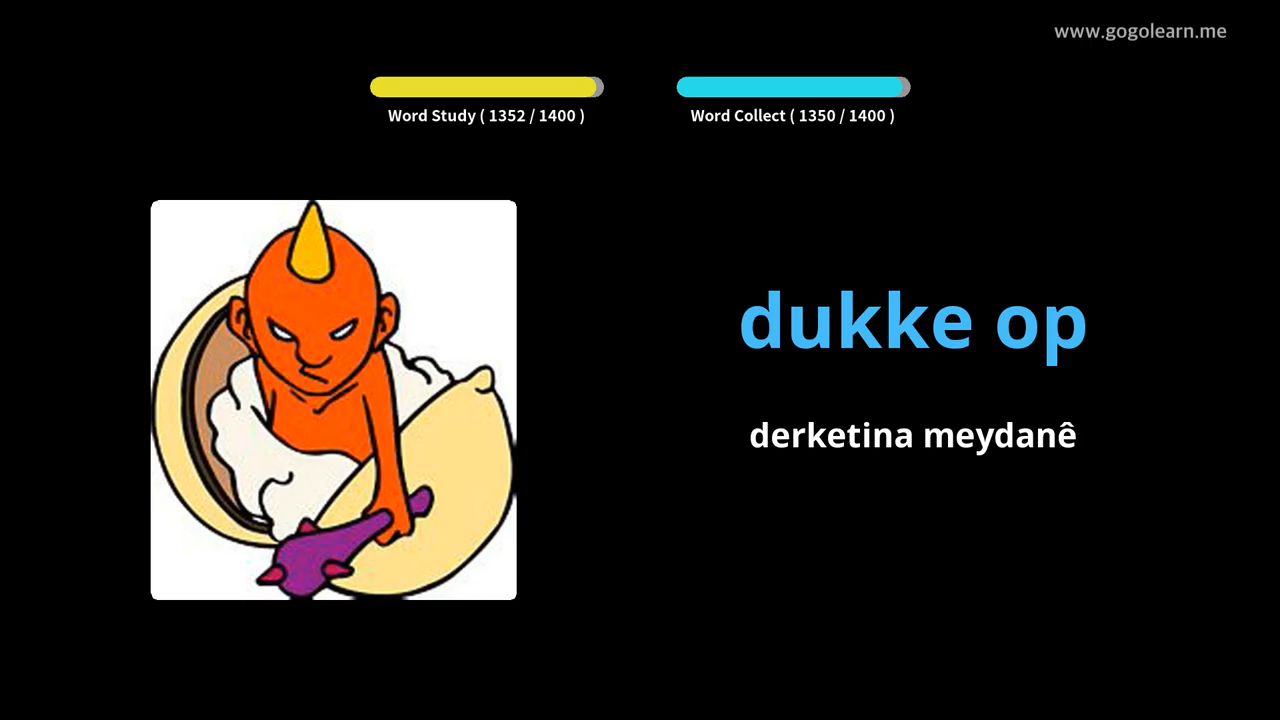 www.gogolearn.me
Word Study ( 1352 / 1400 )
Word Collect ( 1350 / 1400 )
dukke op
derketina meydanê